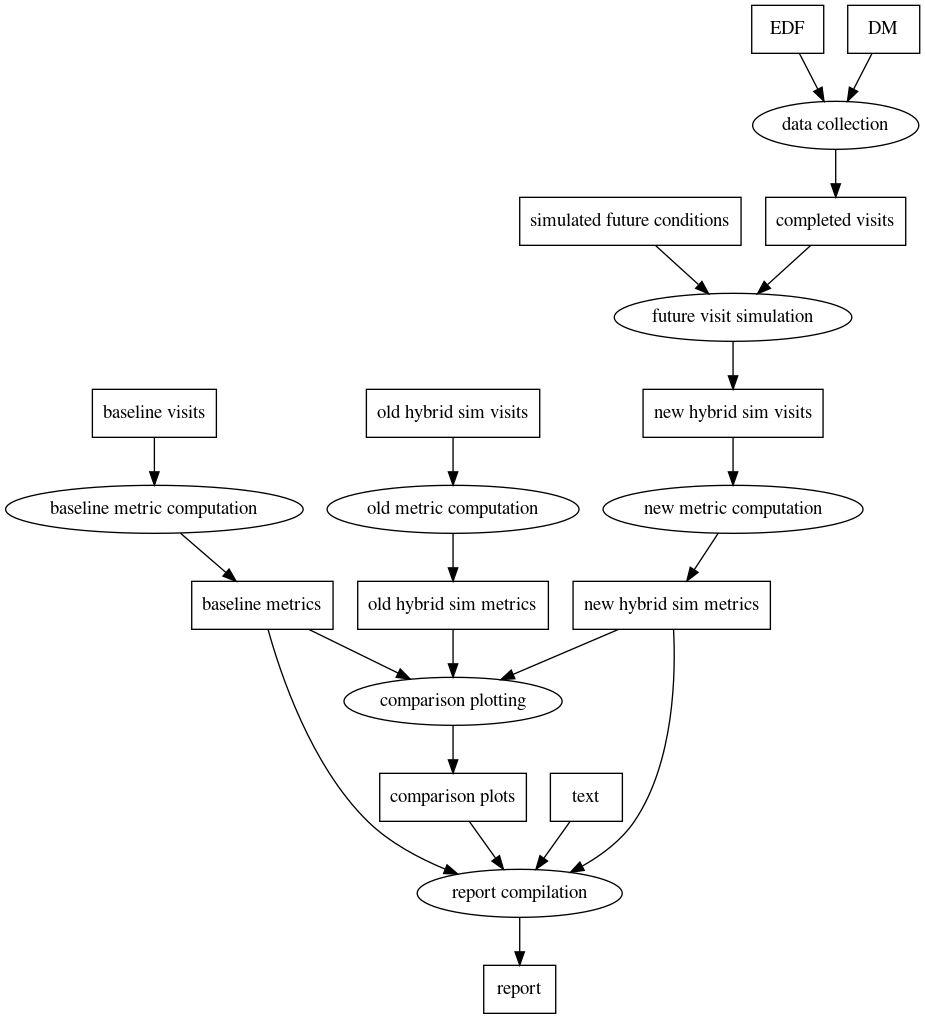 EDF
DM
data collection
simulated future conditions
completed visits
future visit simulation
baseline visits
old hybrid sim visits
new hybrid sim visits
baseline metric computation
old metric computation
new metric computation
baseline metrics
old hybrid sim metrics
new hybrid sim metrics
comparison plotting
comparison plots
text
report compilation
report